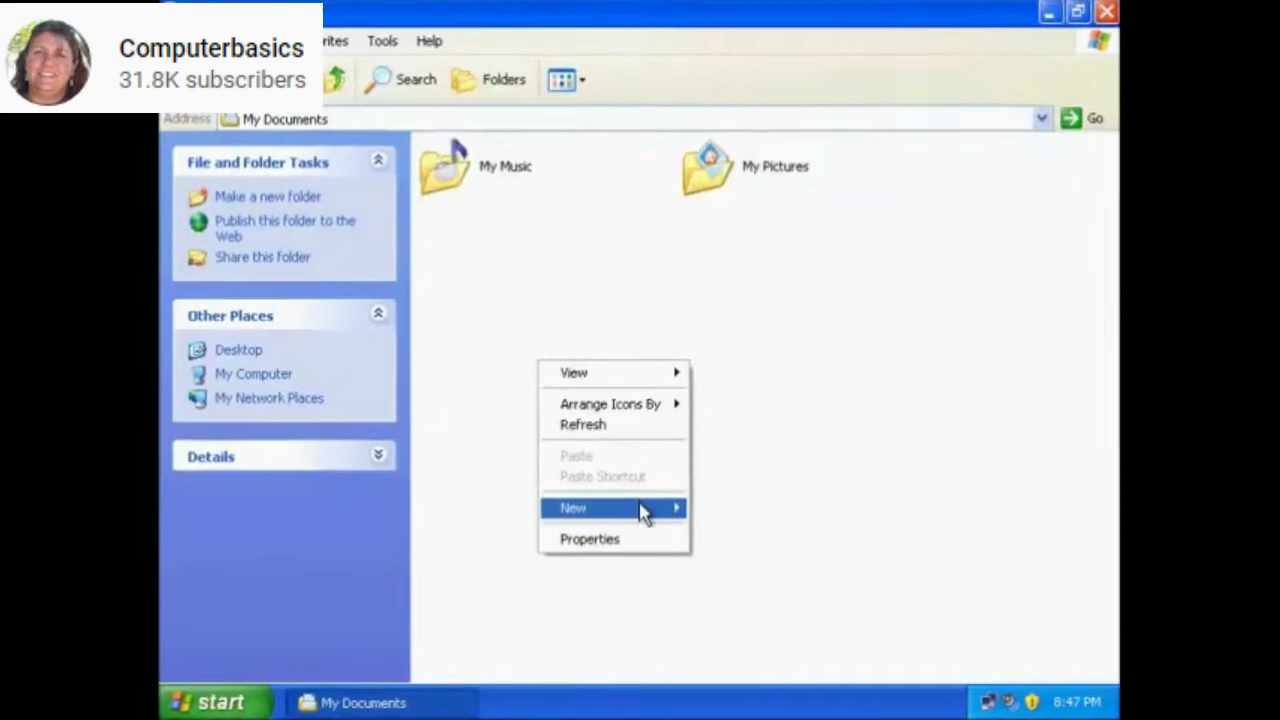 Computerbasics
31.8K subscribers
rites Tools Help
Search Folders
Address My Documents Go
File and Folder Tasks
Make a new folder
Publish this folder to the
Web
Share this folder
Other Places
Desktop
My Computer
My Network Places
Details
My Music My Pictures
View
Arrange Icons By
Refresh
Paste
Paste Shortcut
New
Properties
start My Documents 8:47 PM